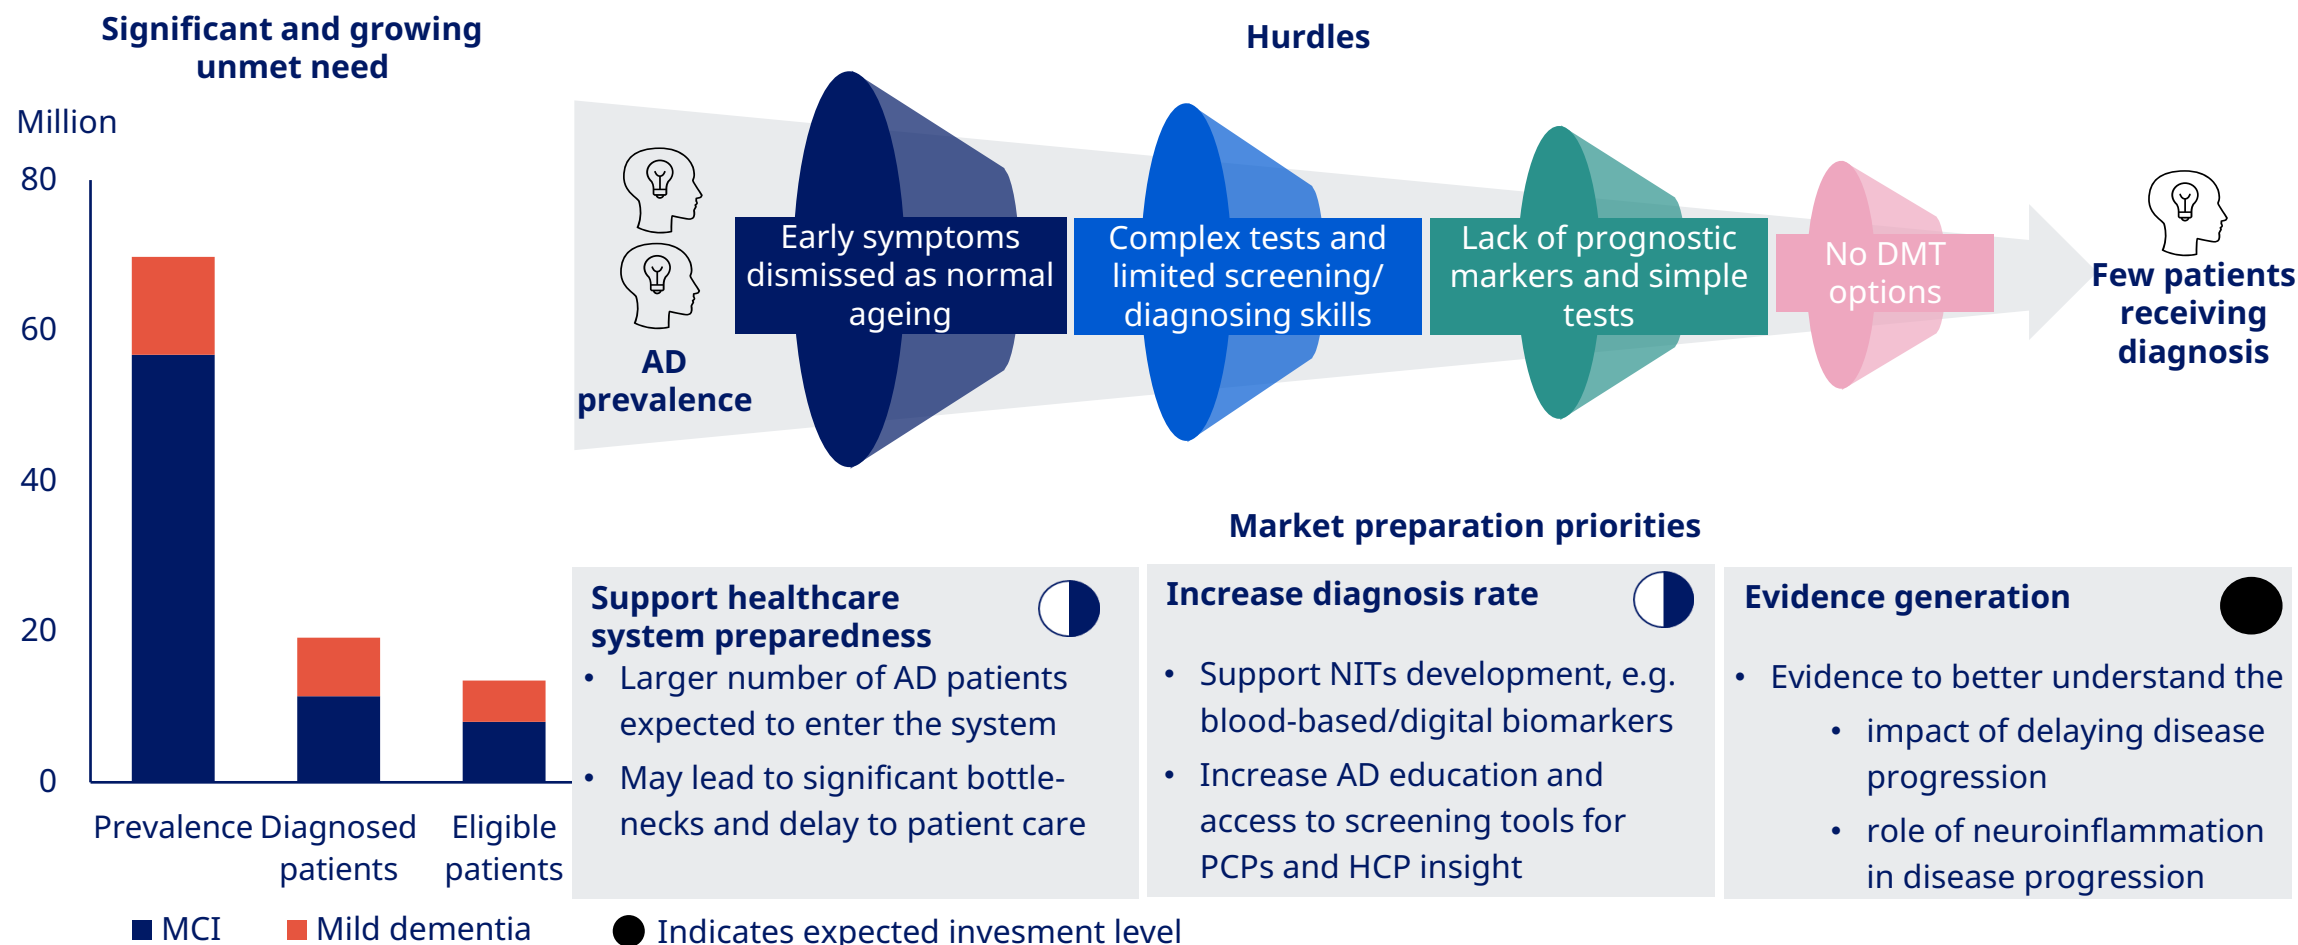 Significant and growing
unmet need
Million
80
60
40
20
0
Prevalence
Diagnosed
patients
Eligible
patients
MCI
Mild dementia
Hurdles
AD
prevalence
Early symptoms
dismissed as normal
ageing
Complex tests and
limited screening/
diagnosing skills
Lack of prognostic
markers and simple
tests
No DMT
options
Few patients
receiving
diagnosis
Market preparation priorities
Support healthcare
system preparedness
• Larger number of AD patients
expected to enter the system
• May lead to significant bottle-
necks and delay to patient care
Increase diagnosis rate
• Support NITs development, e.g.
blood-based/digital biomarkers
• Increase AD education and
access to screening tools for
PCPs and HCP insight
Evidence generation
• Evidence to better understand the
• impact of delaying disease
progression
• role of neuroinflammation
in disease progression
Indicates expected invesment level